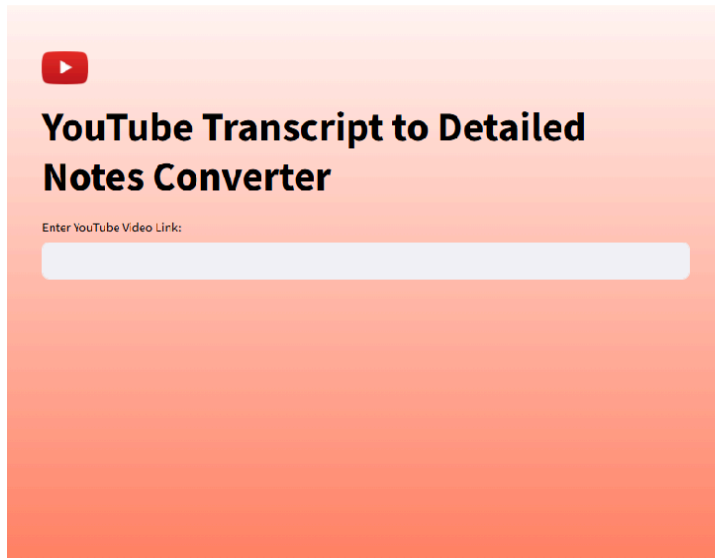 YouTube Transcript to Detailed
Notes Converter
Enter YouTube Video Link: